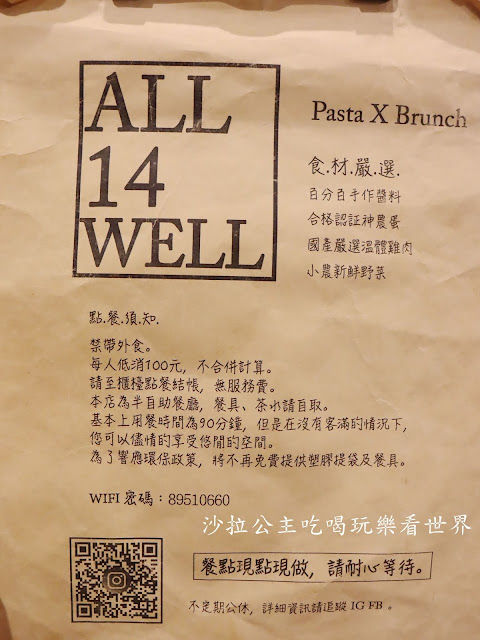 ALL
14
WELL
Pasta X Brunch
食.材.嚴.選.
百分百手作醬料
合格認証神農蛋
國產嚴選溫體雞肉
小農新鮮野菜
點.餐.須.知.
禁帶外食。
每人低消100元，不合併計算。
請至櫃檯點餐結帳，無服務費。
本店為半自助餐廳，餐具、茶水請自取。
基本上用餐時間為90分鐘，但是在沒有客滿的情況下，
您可以儘情的享受悠閒的空間。
為了響應環保政策，將不再免費提供塑膠提袋及餐具。
WIFI 密碼：89510660
沙拉公主吃喝玩樂看世界
餐點現點現做，請耐心等待。
不定期公休，詳細資訊請追蹤 IG FB 。